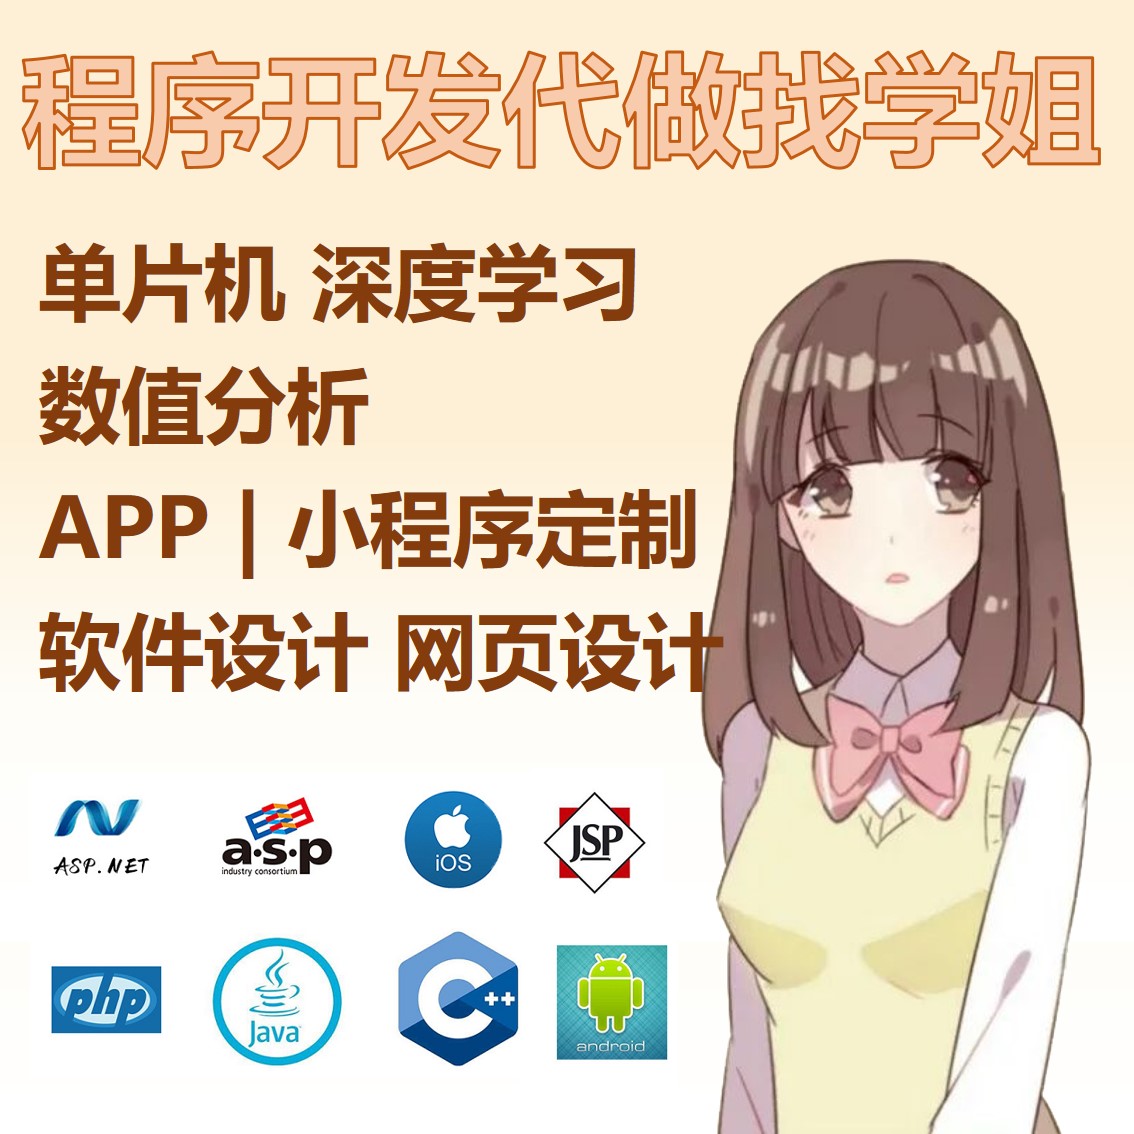 程序开发代做找学姐
单片机 深度学习
数值分析
APP | 小程序定制
软件设计 网页设计
ASP.NET
a·s·p
industry consortium
iOS
JSP
php
Java
C++
android